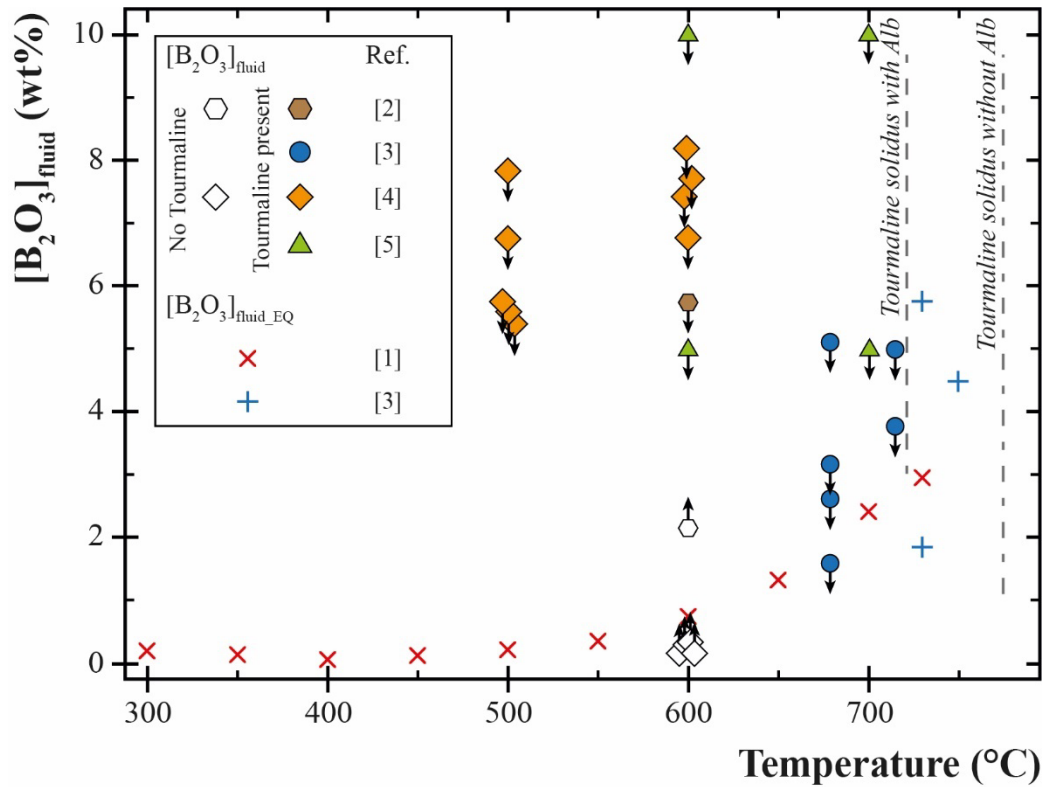 [B₂O₃]fluid (wt%)
10
8
6
4
2
0
[B₂O₃]fluid Ref.
No Tourmaline
Tourmaline present
[2]
[3]
[4]
[5]
[B₂O₃]fluid_EQ
[1]
[3]
Tourmaline solidus with Alb
Tourmaline solidus without Alb
300 400 500 600 700
Temperature (°C)